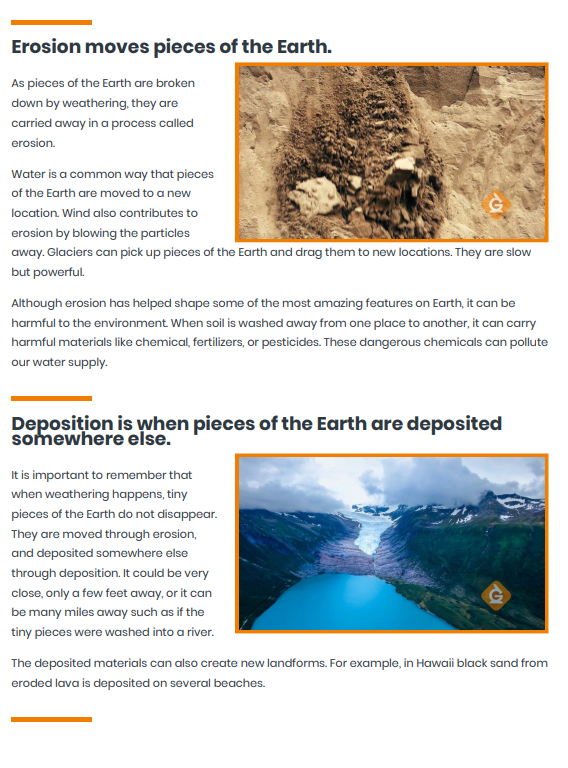 Erosion moves pieces of the Earth.
As pieces of the Earth are broken
down by weathering, they are
carried away in a process called
erosion.
Water is a common way that pieces
of the Earth are moved to a new
location. Wind also contributes to
erosion by blowing the particles
away. Glaciers can pick up pieces of the Earth and drag them to new locations. They are slow
but powerful.
Although erosion has helped shape some of the most amazing features on Earth, it can be
harmful to the environment. When soil is washed away from one place to another, it can carry
harmful materials like chemical, fertilizers, or pesticides. These dangerous chemicals can pollute
our water supply.
Deposition is when pieces of the Earth are deposited
somewhere else.
It is important to remember that
when weathering happens, tiny
pieces of the Earth do not disappear.
They are moved through erosion,
and deposited somewhere else
through deposition. It could be very
close, only a few feet away, or it can
be many miles away such as if the
tiny pieces were washed into a river.
The deposited materials can also create new landforms. For example, in Hawaii black sand from
eroded lava is deposited on several beaches.